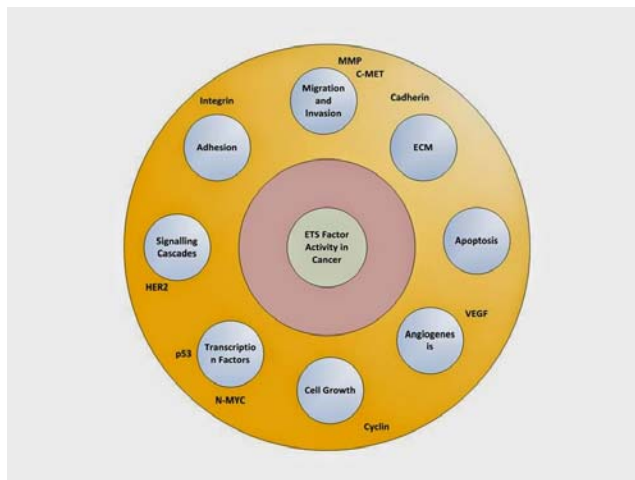 MMP
C-MET
Migration
and
Invasion
Integrin
Cadherin
Adhesion
ECM
ETS Factor
Activity in
Cancer
Signalling
Cascades
Apoptosis
HER2
VEGF
Angiogenes
is
p53
Transcriptio
n Factors
Cell Growth
N-MYC
Cyclin